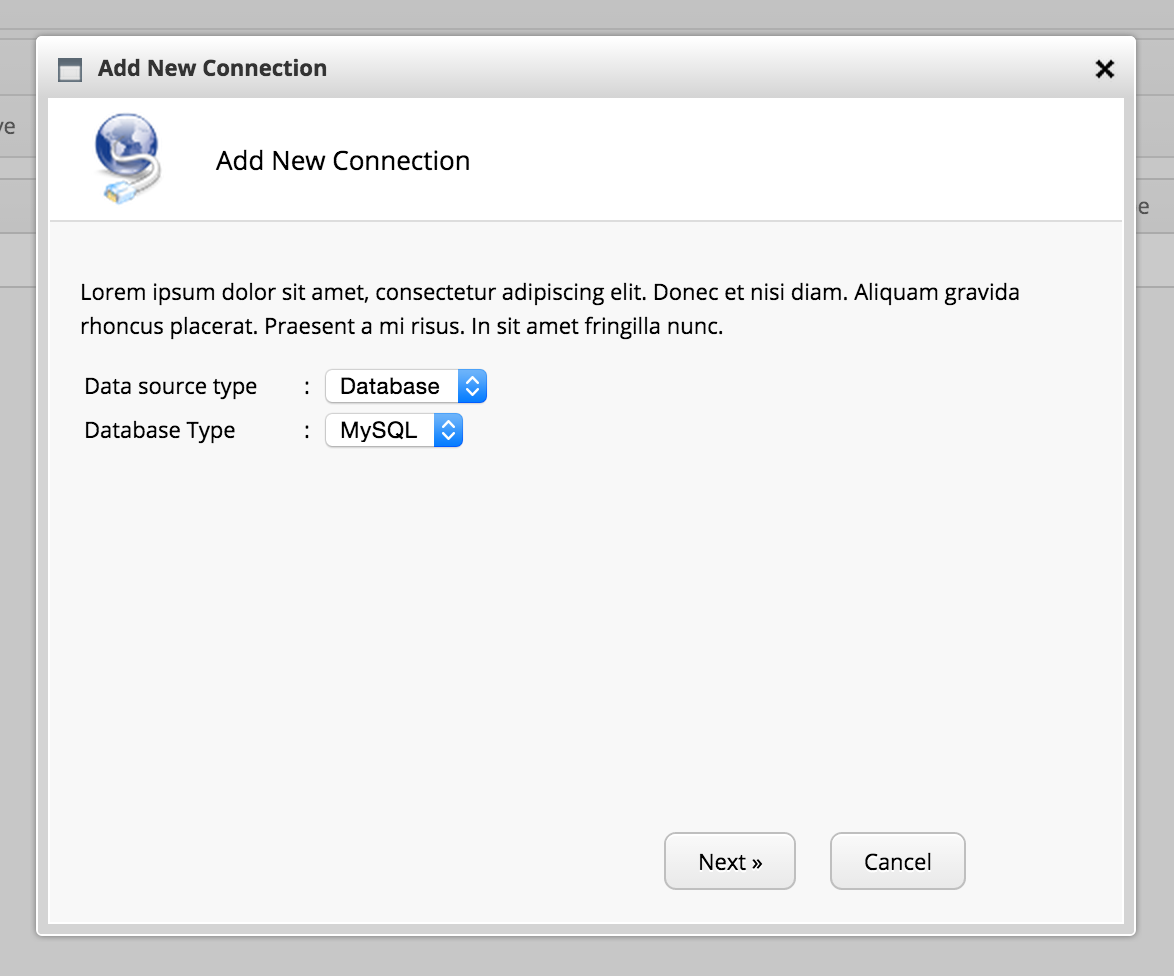 Add New Connection
Add New Connection
Lorem ipsum dolor sit amet, consectetur adipiscing elit. Donec et nisi diam. Aliquam gravida
rhoncus placerat. Praesent a mi risus. In sit amet fringilla nunc.
Data source type : Database
Database Type : MySQL
Next » Cancel